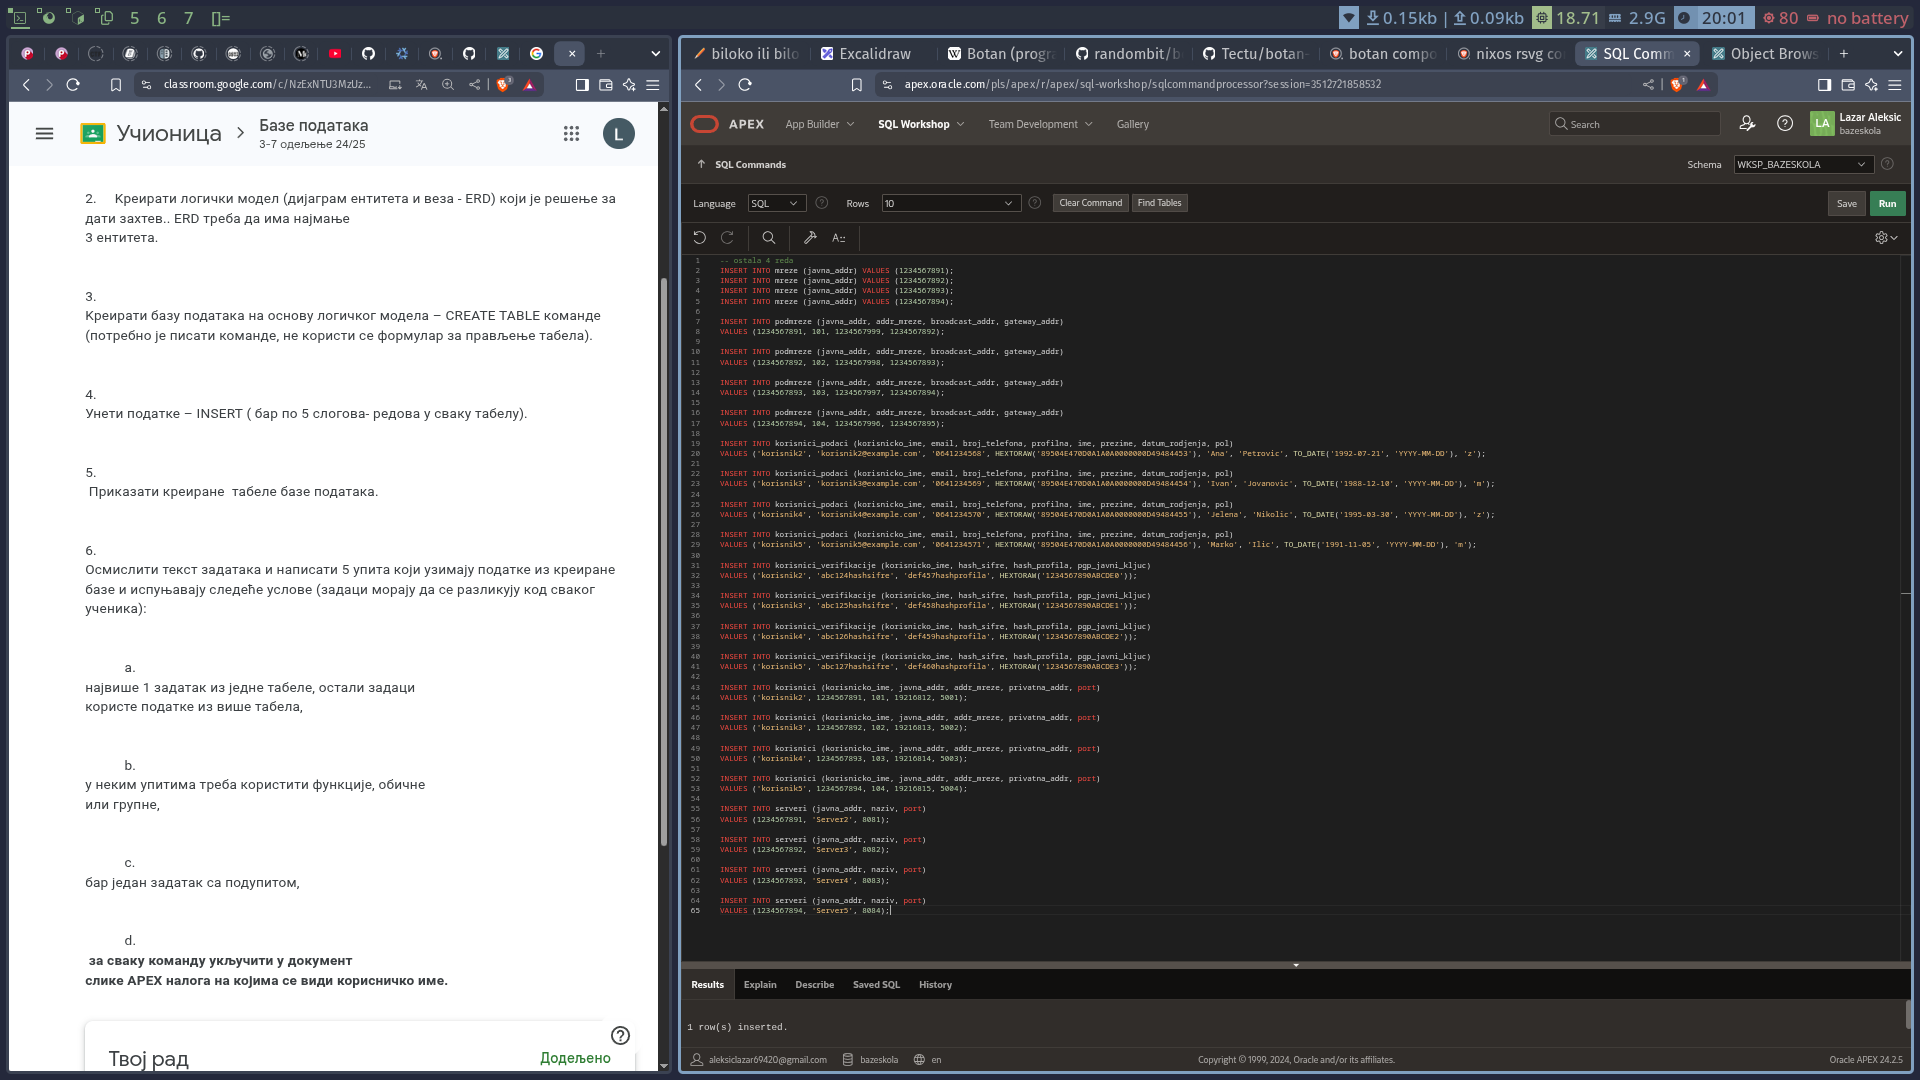 5 6 7 []=
0.15kb | 0.09kb 18.71 2.9G 20:01 80 no battery
classroom.google.com/c/NzExNTU3MzUz...
Учионица
Базе података
3-7 одељење 24/25
L
2. Креирати логички модел (дијаграм ентитета и веза - ERD) који је решење за
дати захтев.. ERD треба да има најмање
3 ентитета.
3.
Креирати базу података на основу логичког модела – CREATE TABLE команде
(потребно је писати команде, не користи се формулар за прављење табела).
4.
Унети податке – INSERT ( бар по 5 слогова- редова у сваку табелу).
5.
Приказати креиране табеле базе података.
6.
Осмислити текст задатака и написати 5 упита који узимају податке из креиране
базе и испуњавају следеће услове (задаци морају да се разликују код сваког
ученика):
a.
највише 1 задатак из једне табеле, остали задаци
користе податке из више табела,
b.
у неким упитима треба користити функције, обичне
или групне,
c.
бар један задатак са подупитом,
d.
за сваку команду укључити у документ
слике APEX налога на којима се види корисничко име.
Твој рад
Додељено
biloko ili bilo Excalidraw Botan (progr randombit/b Tectu/botan- botan compo nixos rsvg co SQL Comm Object Brows
apex.oracle.com/pls/apex/r/apex/sql-workshop/sqlcommandprocessor?session=3512721858532
APEX App Builder SQL Workshop Team Development Gallery Search LA Lazar Aleksic
bazeskola
SQL Commands Schema WKSP_BAZESKOLA
Language SQL Rows 10 Clear Command Find Tables Save Run
1 -- ostala 4 reda
2 INSERT INTO mreze (javna_addr) VALUES (1234567891);
3 INSERT INTO mreze (javna_addr) VALUES (1234567892);
4 INSERT INTO mreze (javna_addr) VALUES (1234567893);
5 INSERT INTO mreze (javna_addr) VALUES (1234567894);
6
7 INSERT INTO podmreze (javna_addr, addr_mreze, broadcast_addr, gateway_addr)
8 VALUES (1234567891, 101, 1234567999, 1234567892);
9
10 INSERT INTO podmreze (javna_addr, addr_mreze, broadcast_addr, gateway_addr)
11 VALUES (1234567892, 102, 1234567998, 1234567893);
12
13 INSERT INTO podmreze (javna_addr, addr_mreze, broadcast_addr, gateway_addr)
14 VALUES (1234567893, 103, 1234567997, 1234567894);
15
16 INSERT INTO podmreze (javna_addr, addr_mreze, broadcast_addr, gateway_addr)
17 VALUES (1234567894, 104, 1234567996, 1234567895);
18
19 INSERT INTO korisnici_podaci (korisnicko_ime, email, broj_telefona, profilna, ime, prezime, datum_rodjenja, pol)
20 VALUES ('korisnik2', 'korisnik2@example.com', '0641234568', HEXTORAW('89504E470D0A1A0A0000000D49484453'), 'Ana', 'Petrovic', TO_DATE('1992-07-21', 'YYYY-MM-DD'), 'z');
21
22 INSERT INTO korisnici_podaci (korisnicko_ime, email, broj_telefona, profilna, ime, prezime, datum_rodjenja, pol)
23 VALUES ('korisnik3', 'korisnik3@example.com', '0641234569', HEXTORAW('89504E470D0A1A0A0000000D49484454'), 'Ivan', 'Jovanovic', TO_DATE('1988-12-10', 'YYYY-MM-DD'), 'm');
24
25 INSERT INTO korisnici_podaci (korisnicko_ime, email, broj_telefona, profilna, ime, prezime, datum_rodjenja, pol)
26 VALUES ('korisnik4', 'korisnik4@example.com', '0641234570', HEXTORAW('89504E470D0A1A0A0000000D49484455'), 'Jelena', 'Nikolic', TO_DATE('1995-03-30', 'YYYY-MM-DD'), 'z');
27
28 INSERT INTO korisnici_podaci (korisnicko_ime, email, broj_telefona, profilna, ime, prezime, datum_rodjenja, pol)
29 VALUES ('korisnik5', 'korisnik5@example.com', '0641234571', HEXTORAW('89504E470D0A1A0A0000000D49484456'), 'Marko', 'Ilic', TO_DATE('1991-11-05', 'YYYY-MM-DD'), 'm');
30
31 INSERT INTO korisnici_verifikacije (korisnicko_ime, hash_sifre, hash_profila, pgp_javni_kljuc)
32 VALUES ('korisnik2', 'abc124hashsifre', 'def457hashprofila', HEXTORAW('1234567890ABCDE0'));
33
34 INSERT INTO korisnici_verifikacije (korisnicko_ime, hash_sifre, hash_profila, pgp_javni_kljuc)
35 VALUES ('korisnik3', 'abc125hashsifre', 'def458hashprofila', HEXTORAW('1234567890ABCDE1'));
36
37 INSERT INTO korisnici_verifikacije (korisnicko_ime, hash_sifre, hash_profila, pgp_javni_kljuc)
38 VALUES ('korisnik4', 'abc126hashsifre', 'def459hashprofila', HEXTORAW('1234567890ABCDE2'));
39
40 INSERT INTO korisnici_verifikacije (korisnicko_ime, hash_sifre, hash_profila, pgp_javni_kljuc)
41 VALUES ('korisnik5', 'abc127hashsifre', 'def460hashprofila', HEXTORAW('1234567890ABCDE3'));
42
43 INSERT INTO korisnici (korisnicko_ime, javna_addr, addr_mreze, privatna_addr, port)
44 VALUES ('korisnik2', 1234567891, 101, 19216812, 5001);
45
46 INSERT INTO korisnici (korisnicko_ime, javna_addr, addr_mreze, privatna_addr, port)
47 VALUES ('korisnik3', 1234567892, 102, 19216813, 5002);
48
49 INSERT INTO korisnici (korisnicko_ime, javna_addr, addr_mreze, privatna_addr, port)
50 VALUES ('korisnik4', 1234567893, 103, 19216814, 5003);
51
52 INSERT INTO korisnici (korisnicko_ime, javna_addr, addr_mreze, privatna_addr, port)
53 VALUES ('korisnik5', 1234567894, 104, 19216815, 5004);
54
55 INSERT INTO serveri (javna_addr, naziv, port)
56 VALUES (1234567891, 'Server2', 8081);
57
58 INSERT INTO serveri (javna_addr, naziv, port)
59 VALUES (1234567892, 'Server3', 8082);
60
61 INSERT INTO serveri (javna_addr, naziv, port)
62 VALUES (1234567893, 'Server4', 8083);
63
64 INSERT INTO serveri (javna_addr, naziv, port)
65 VALUES (1234567894, 'Server5', 8084);
Results Explain Describe Saved SQL History
1 row(s) inserted.
aleksiclazar69420@gmail.com bazeskola en Copyright © 1999, 2024, Oracle and/or its affiliates. Oracle APEX 24.2.5